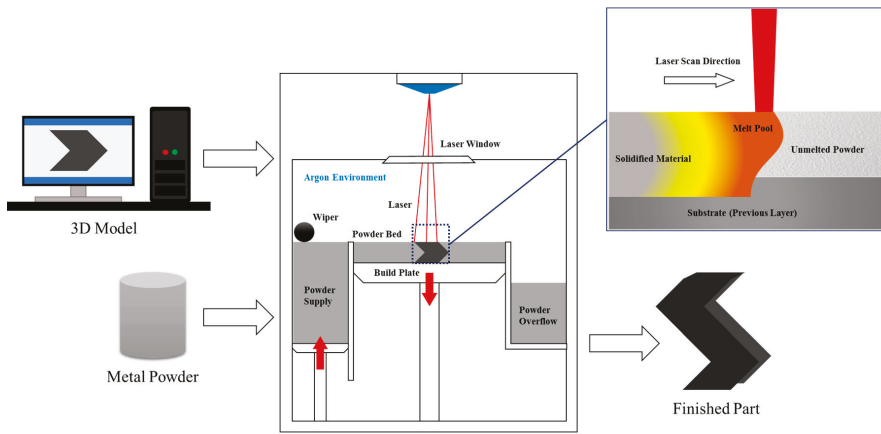 3D Model
Metal Powder
Laser Window
Argon Environment
Laser
Wiper
Powder Bed
Build Plate
Powder
Supply
Powder
Overflow
Laser Scan Direction
Melt Pool
Solidified Material
Unmelted Powder
Substrate (Previous Layer)
Finished Part